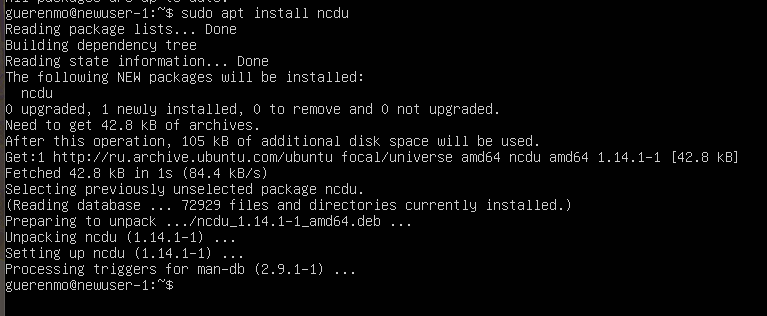 All packages are up to date.
guerenmo@newuser-1:~$ sudo apt install ncdu
Reading package lists... Done
Building dependency tree
Reading state information... Done
The following NEW packages will be installed:
  ncdu
0 upgraded, 1 newly installed, 0 to remove and 0 not upgraded.
Need to get 42.8 kB of archives.
After this operation, 105 kB of additional disk space will be used.
Get:1 http://ru.archive.ubuntu.com/ubuntu focal/universe amd64 ncdu amd64 1.14.1-1 [42.8 kB]
Fetched 42.8 kB in 1s (84.4 kB/s)
Selecting previously unselected package ncdu.
(Reading database ... 72929 files and directories currently installed.)
Preparing to unpack .../ncdu_1.14.1-1_amd64.deb ...
Unpacking ncdu (1.14.1-1) ...
Setting up ncdu (1.14.1-1) ...
Processing triggers for man-db (2.9.1-1) ...
guerenmo@newuser-1:~$